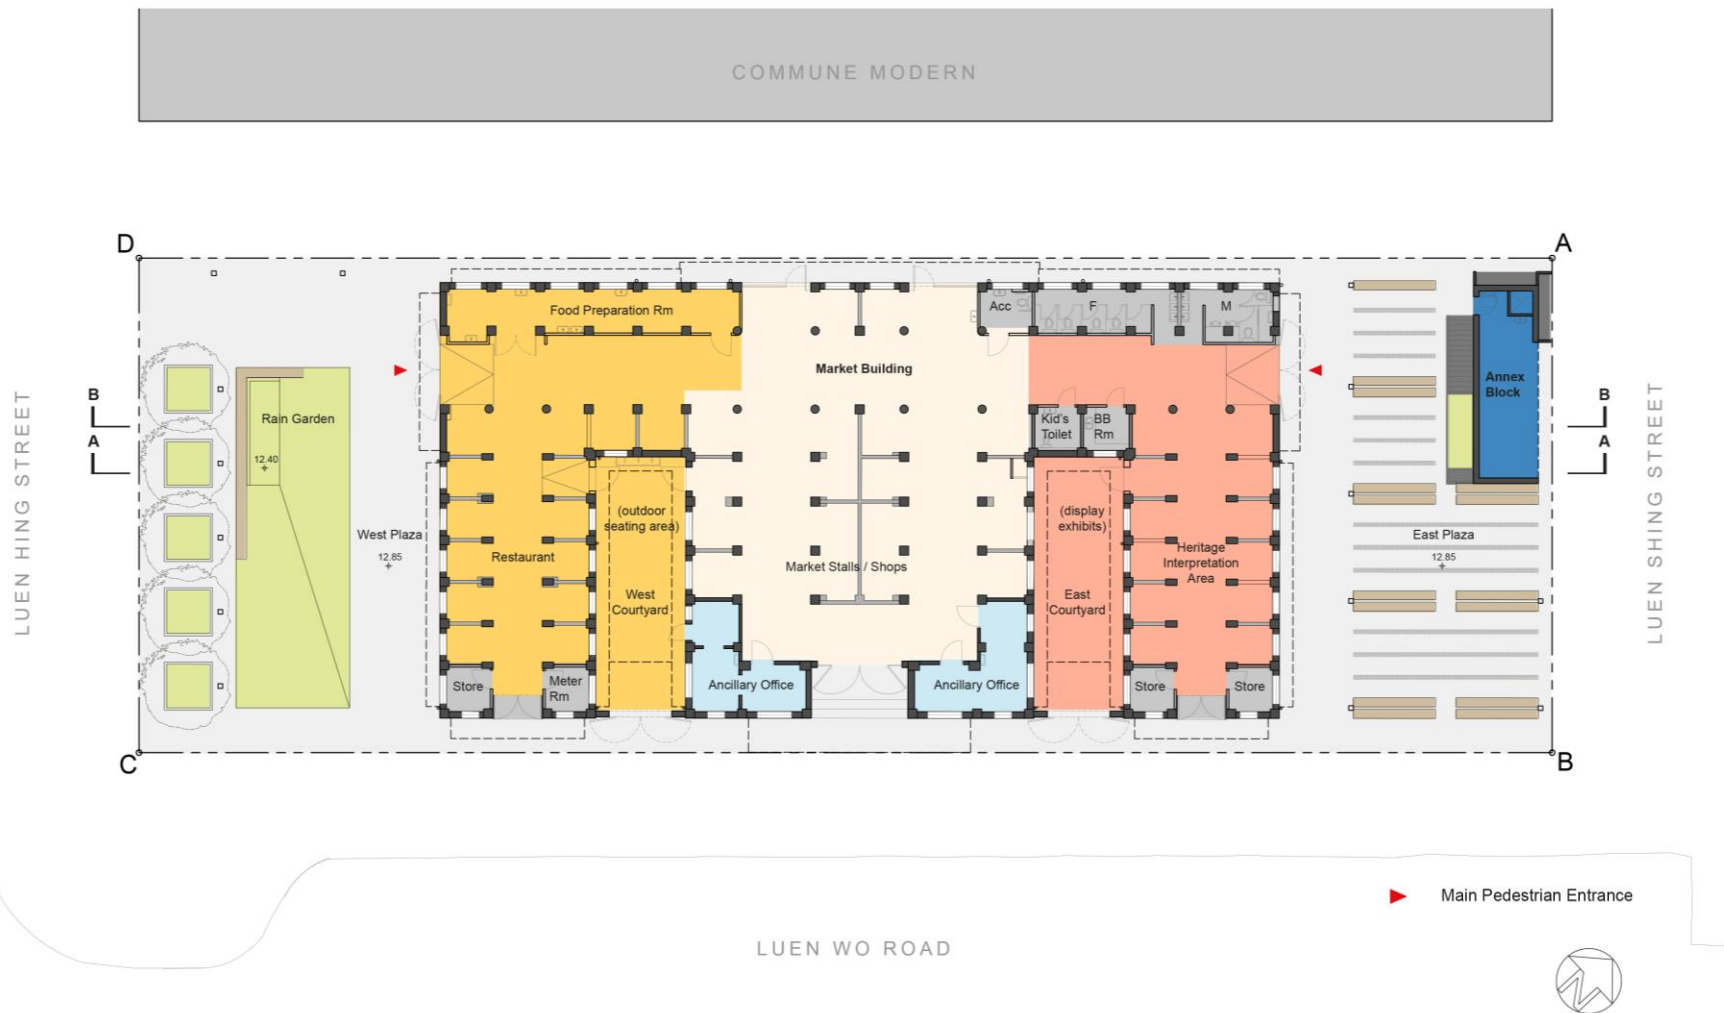 COMMUNE MODERN
D
A
Food Preparation Rm
Acc
F
M
Market Building
Annex
Block
B
A
B
A
Rain Garden
12.40
Kid's
Toilet
BB
Rm
LUEN HING STREET
LUEN SHING STREET
(outdoor
seating area)
(display
exhibits)
West Plaza
12.85
East Plaza
12.85
Restaurant
Market Stalls / Shops
Heritage
Interpretation
Area
West
Courtyard
East
Courtyard
Store
Meter
Rm
Ancillary Office
Ancillary Office
Store
Store
C
B
Main Pedestrian Entrance
LUEN WO ROAD
N